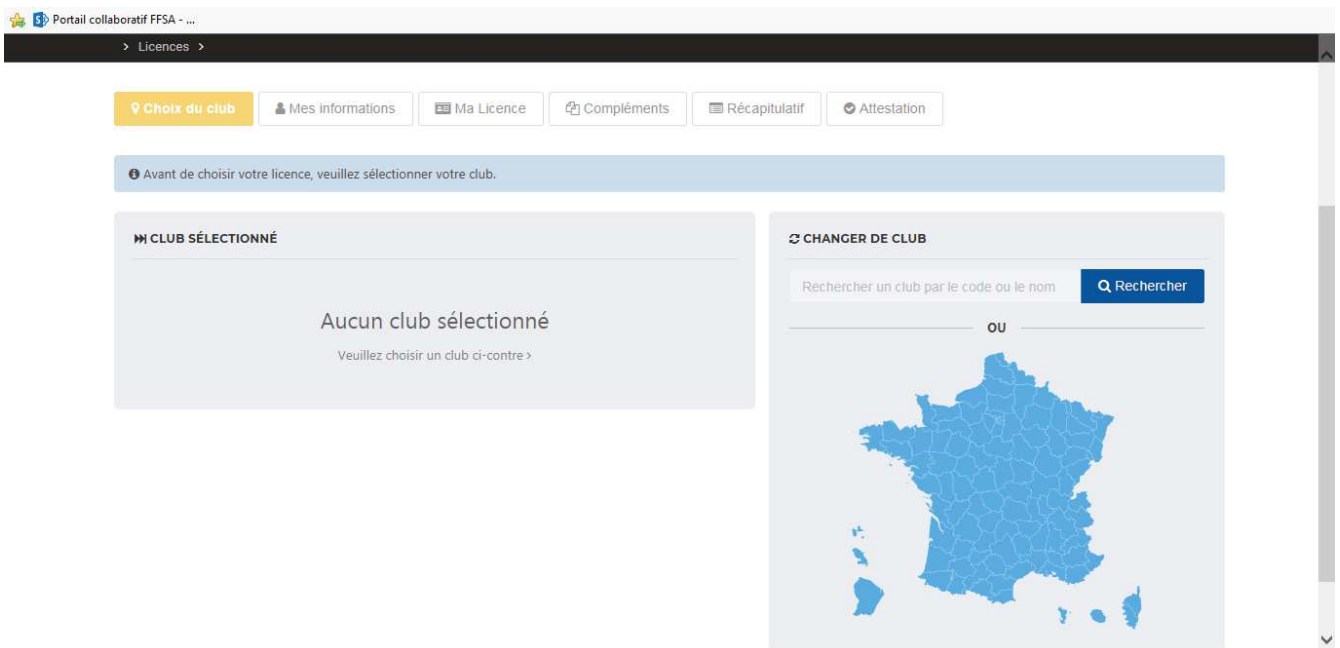 Portail collaboratif FFSA - ...
> Licences >
Choix du club
Mes informations
Ma Licence
Compléments
Récapitulatif
Attestation
Avant de choisir votre licence, veuillez sélectionner votre club.
CLUB SÉLECTIONNÉ
Aucun club sélectionné
Veuillez choisir un club ci-contre >
CHANGER DE CLUB
Rechercher un club par le code ou le nom
Rechercher
OU